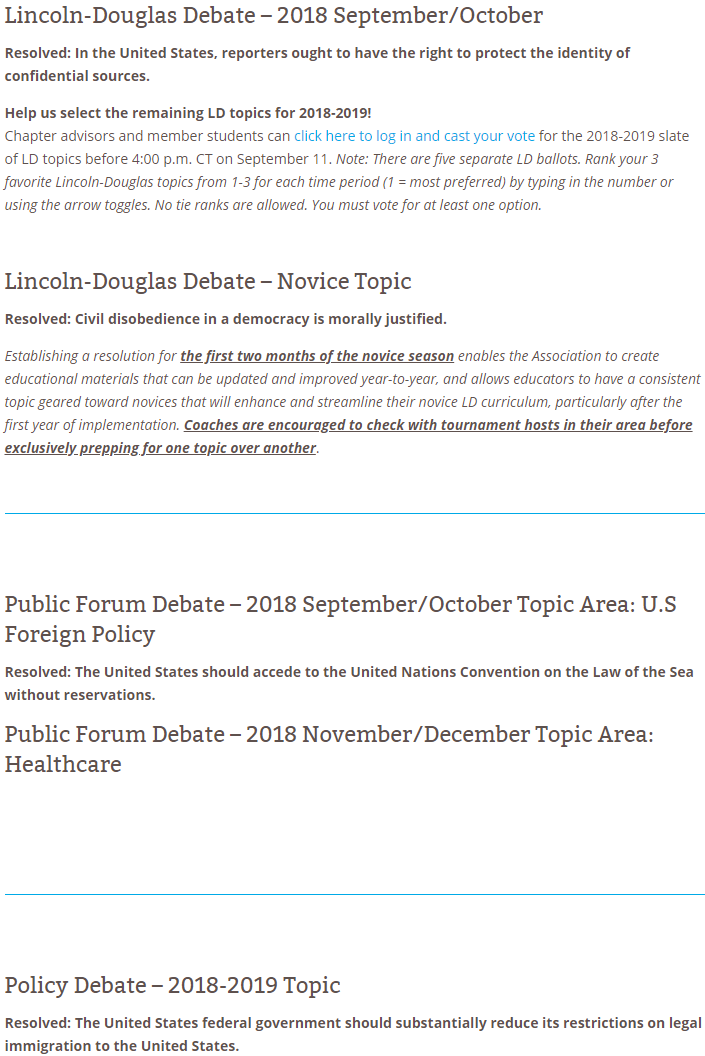 Lincoln-Douglas Debate – 2018 September/October
Resolved: In the United States, reporters ought to have the right to protect the identity of
confidential sources.
Help us select the remaining LD topics for 2018-2019!
Chapter advisors and member students can click here to log in and cast your vote for the 2018-2019 slate
of LD topics before 4:00 p.m. CT on September 11. Note: There are five separate LD ballots. Rank your 3
favorite Lincoln-Douglas topics from 1-3 for each time period (1 = most preferred) by typing in the number or
using the arrow toggles. No tie ranks are allowed. You must vote for at least one option.
Lincoln-Douglas Debate – Novice Topic
Resolved: Civil disobedience in a democracy is morally justified.
Establishing a resolution for the first two months of the novice season enables the Association to create
educational materials that can be updated and improved year-to-year, and allows educators to have a consistent
topic geared toward novices that will enhance and streamline their novice LD curriculum, particularly after the
first year of implementation. Coaches are encouraged to check with tournament hosts in their area before
exclusively prepping for one topic over another.
Public Forum Debate – 2018 September/October Topic Area: U.S
Foreign Policy
Resolved: The United States should accede to the United Nations Convention on the Law of the Sea
without reservations.
Public Forum Debate – 2018 November/December Topic Area:
Healthcare
Policy Debate – 2018-2019 Topic
Resolved: The United States federal government should substantially reduce its restrictions on legal
immigration to the United States.